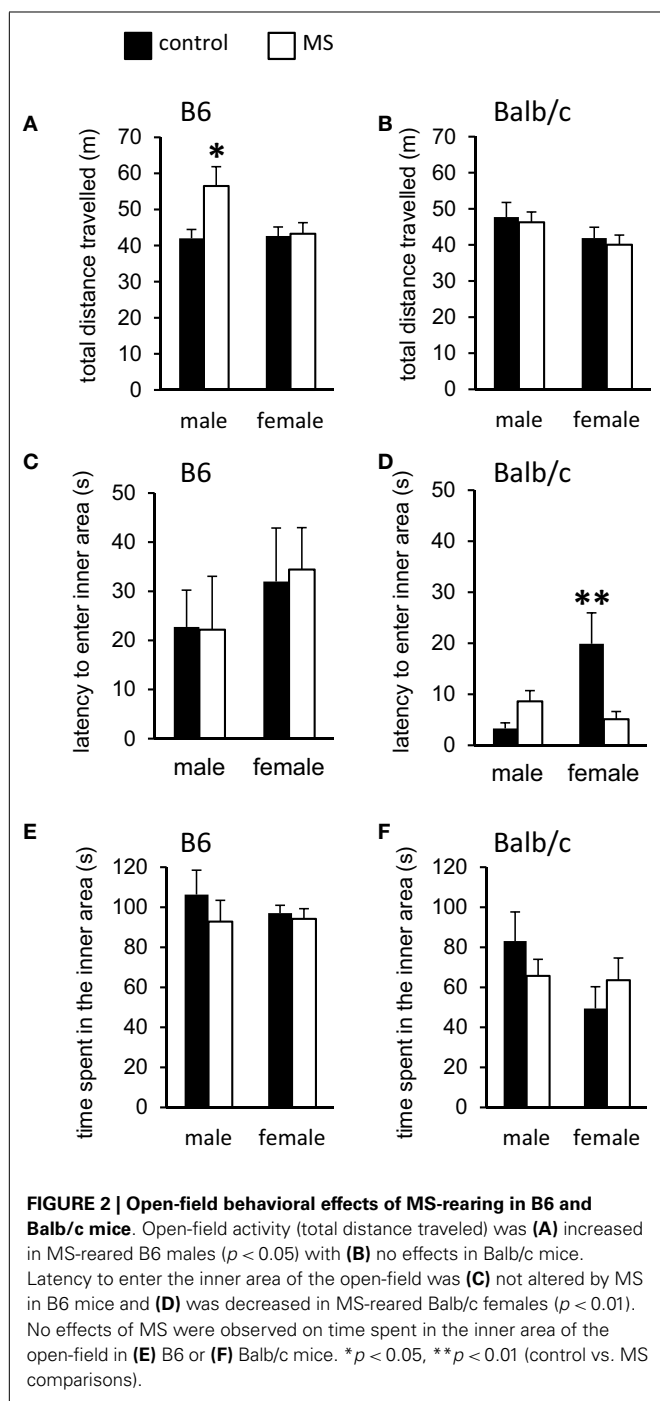 control MS
A B6
total distance travelled (m)
70
60
50
40
30
20
10
0
*
male female
B Balb/c
total distance travelled (m)
70
60
50
40
30
20
10
0
male female
C B6
latency to enter inner area (s)
50
40
30
20
10
0
male female
D Balb/c
latency to enter inner area (s)
50
40
30
20
10
0
**
male female
E B6
time spent in the inner area (s)
120
100
80
60
40
20
0
male female
F Balb/c
time spent in the inner area (s)
120
100
80
60
40
20
0
male female
FIGURE 2 | Open-field behavioral effects of MS-rearing in B6 and
Balb/c mice. Open-field activity (total distance traveled) was (A) increased
in MS-reared B6 males (p < 0.05) with (B) no effects in Balb/c mice.
Latency to enter the inner area of the open-field was (C) not altered by MS
in B6 mice and (D) was decreased in MS-reared Balb/c females (p < 0.01).
No effects of MS were observed on time spent in the inner area of the
open-field in (E) B6 or (F) Balb/c mice. *p < 0.05, **p < 0.01 (control vs. MS
comparisons).